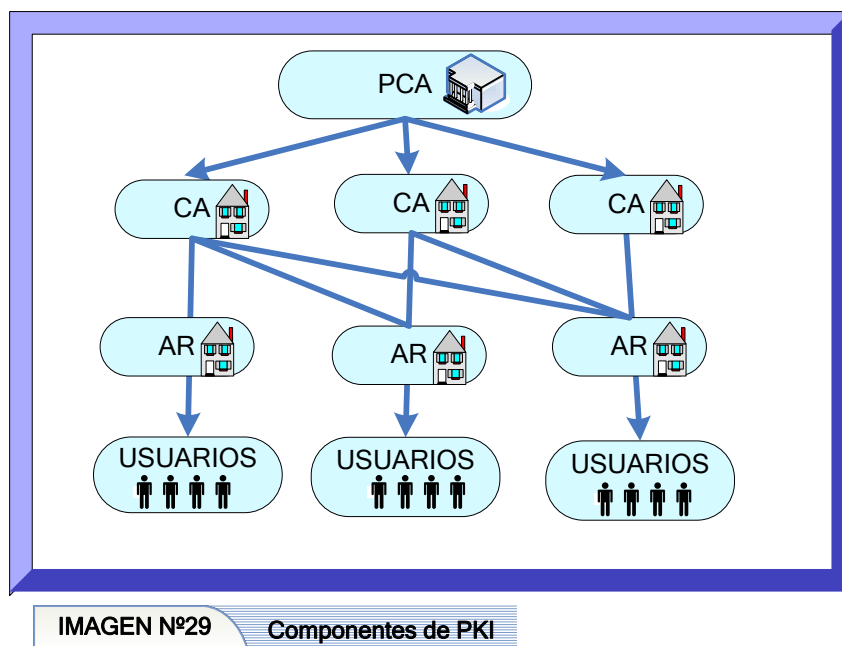 PCA
CA
CA
CA
AR
AR
AR
USUARIOS
USUARIOS
USUARIOS
IMAGEN Nº29
Componentes de PKI